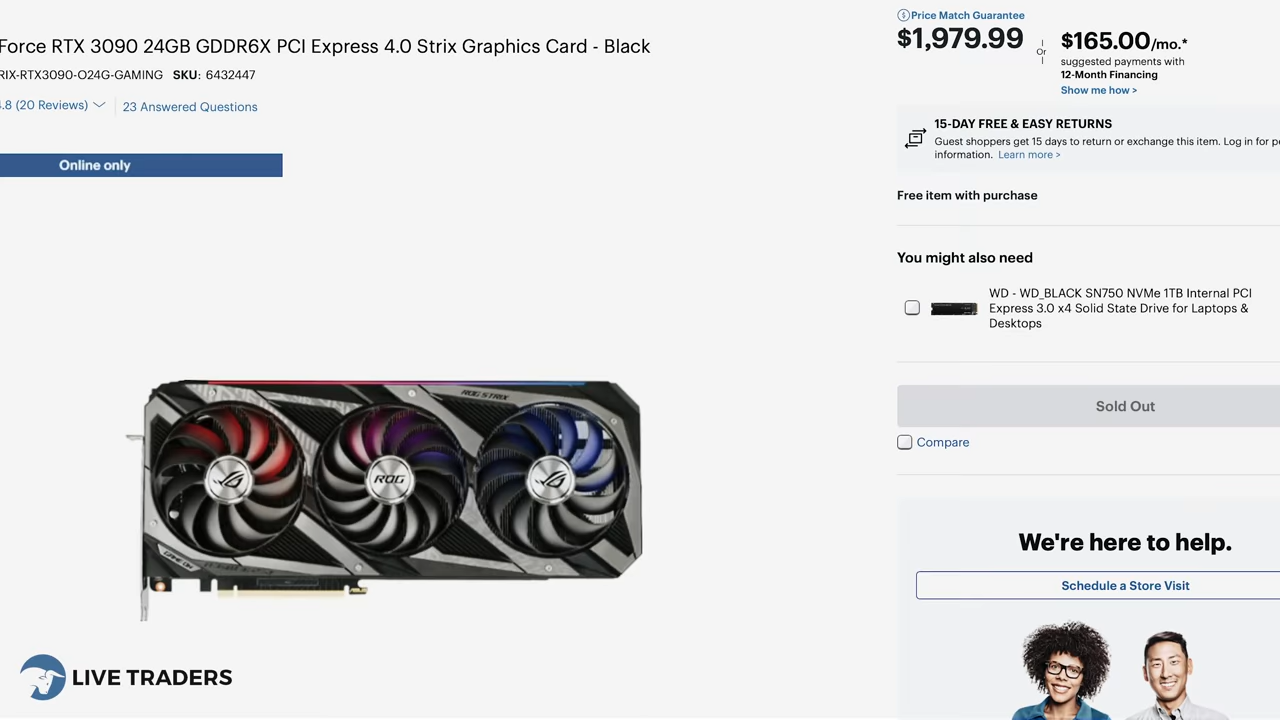 Force RTX 3090 24GB GDDR6X PCI Express 4.0 Strix Graphics Card - Black
RIX-RTX3090-O24G-GAMING SKU: 6432447
4.8 (20 Reviews)
23 Answered Questions
Online only
ROG STRIX
ROG
GAME ON
LIVE TRADERS
Price Match Guarantee
$1,979.99
Or
$165.00/mo.*
suggested payments with
12-Month Financing
Show me how >
15-DAY FREE & EASY RETURNS
Guest shoppers get 15 days to return or exchange this item. Log in for pe
information. Learn more >
Free item with purchase
You might also need
WD - WD_BLACK SN750 NVMe 1TB Internal PCI
Express 3.0 x4 Solid State Drive for Laptops &
Desktops
Sold Out
Compare
We're here to help.
Schedule a Store Visit